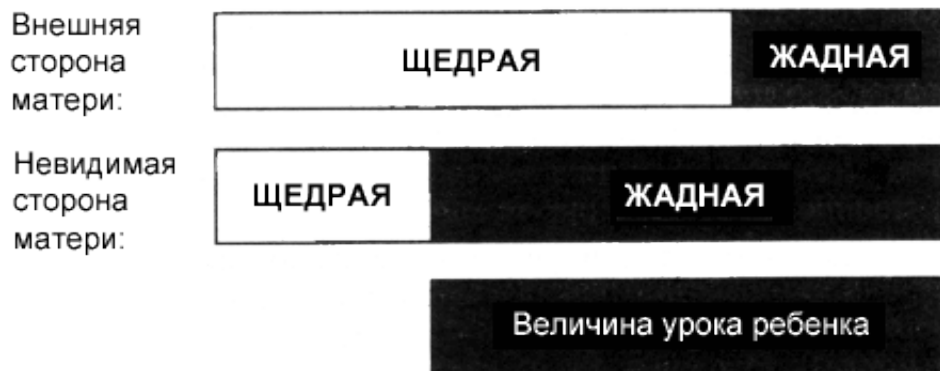 Внешняя
сторона
матери:
ЩЕДРАЯ
ЖАДНАЯ
Невидимая
сторона
матери:
ЩЕДРАЯ
ЖАДНАЯ
Величина урока ребенка